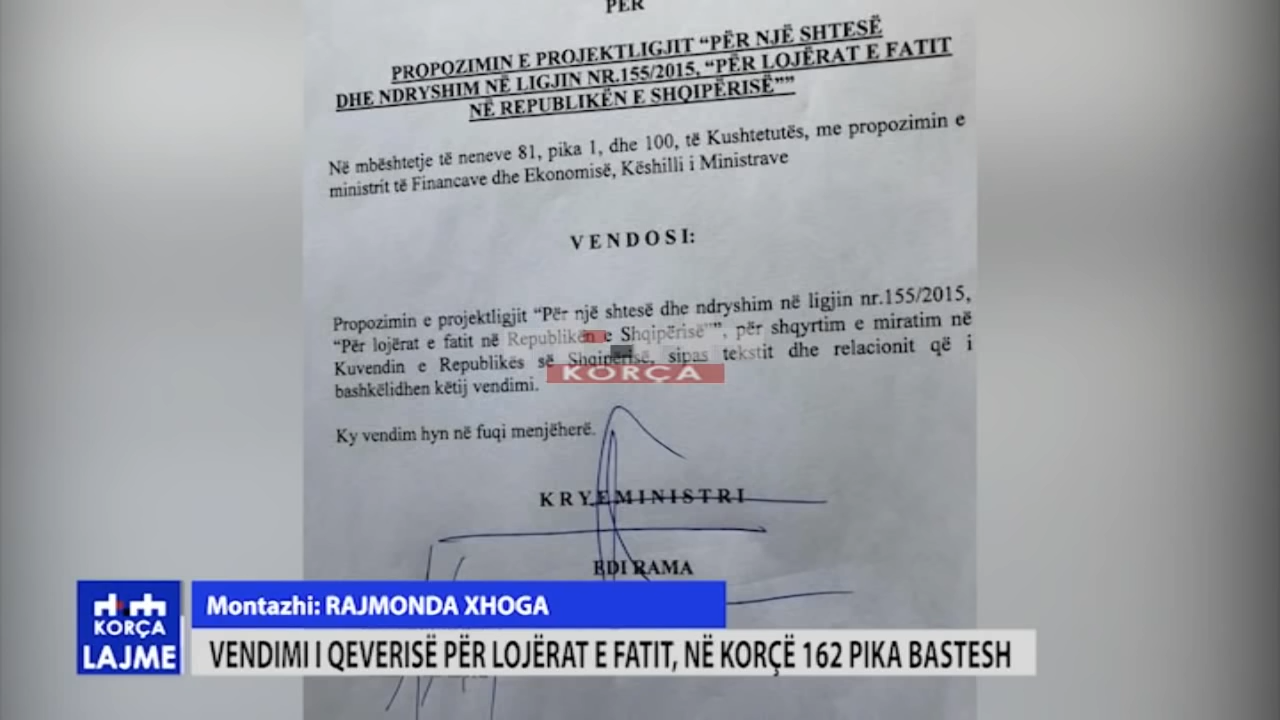 PËR
PROPOZIMIN E PROJEKTLIGJIT “PËR NJË SHTESË
DHE NDRYSHIM NË LIGJIN NR.155/2015, “PËR LOJËRAT E FATIT
NË REPUBLIKËN E SHQIPËRISË””
Në mbështetje të neneve 81, pika 1, dhe 100, të Kushtetutës, me propozimin e
ministrit të Financave dhe Ekonomisë, Këshilli i Ministrave
VENDOSI:
Propozimin e projektligjit “Për një shtesë dhe ndryshim në ligjin nr.155/2015,
“Për lojërat e fatit në Republikën e Shqipërisë””, për shqyrtim e miratim në
Kuvendin e Republikës së Shqipërisë, sipas tekstit dhe relacionit që i
bashkëlidhen këtij vendimi.
KORÇA
Ky vendim hyn në fuqi menjëherë.
KRYEMINISTRI
EDI RAMA
Montazhi: RAJMONDA XHOGA
KORÇA
LAJME
VENDIMI I QEVERISË PËR LOJËRAT E FATIT, NË KORÇË 162 PIKA BASTESH